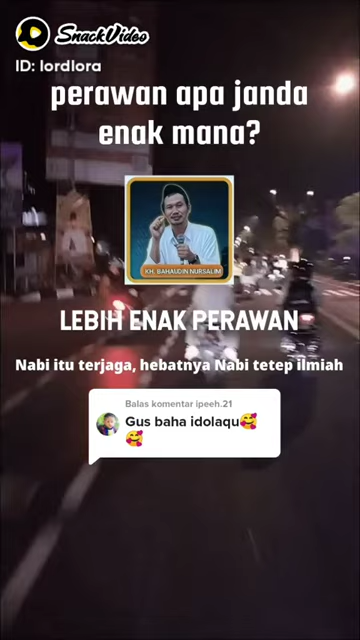 SnackVideo
ID: lordlora
perawan apa janda
enak mana?
KH. BAHAUDIN NURSALIM
LEBIH ENAK PERAWAN
Nabi itu terjaga, hebatnya Nabi tetep ilmiah
Balas komentar ipeeh.21
Gus baha idolaqu🥰
🥰